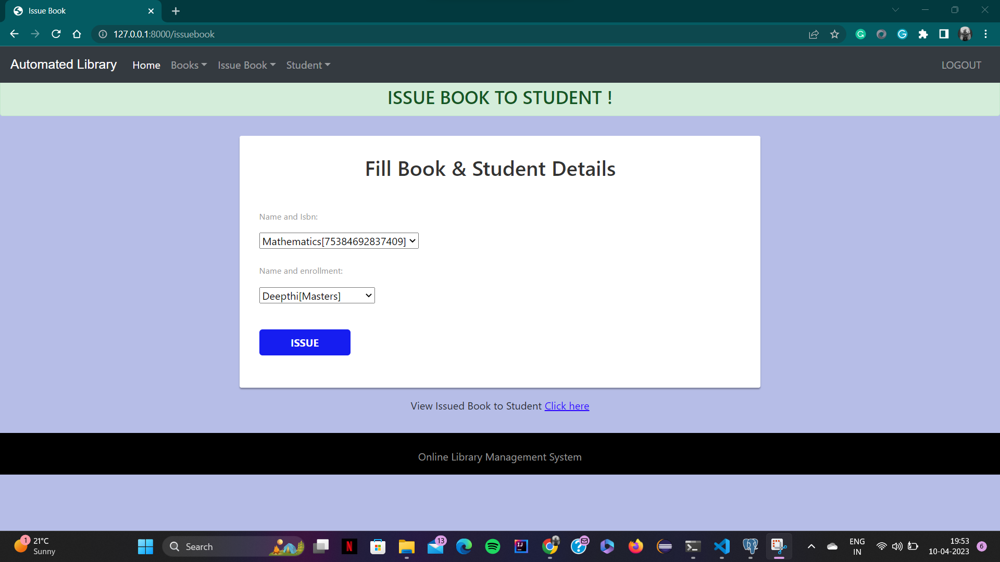 Issue Book
127.0.0.1:8000/issuebook
Automated Library Home Books Issue Book Student LOGOUT
ISSUE BOOK TO STUDENT !
Fill Book & Student Details
Name and Isbn:
Mathematics[75384692837409]
Name and enrollment:
Deepthi[Masters]
ISSUE
View Issued Book to Student Click here
Online Library Management System
1 21°C
Sunny
Search
N
13
IJ
ENG
IN
19:53
10-04-2023
6